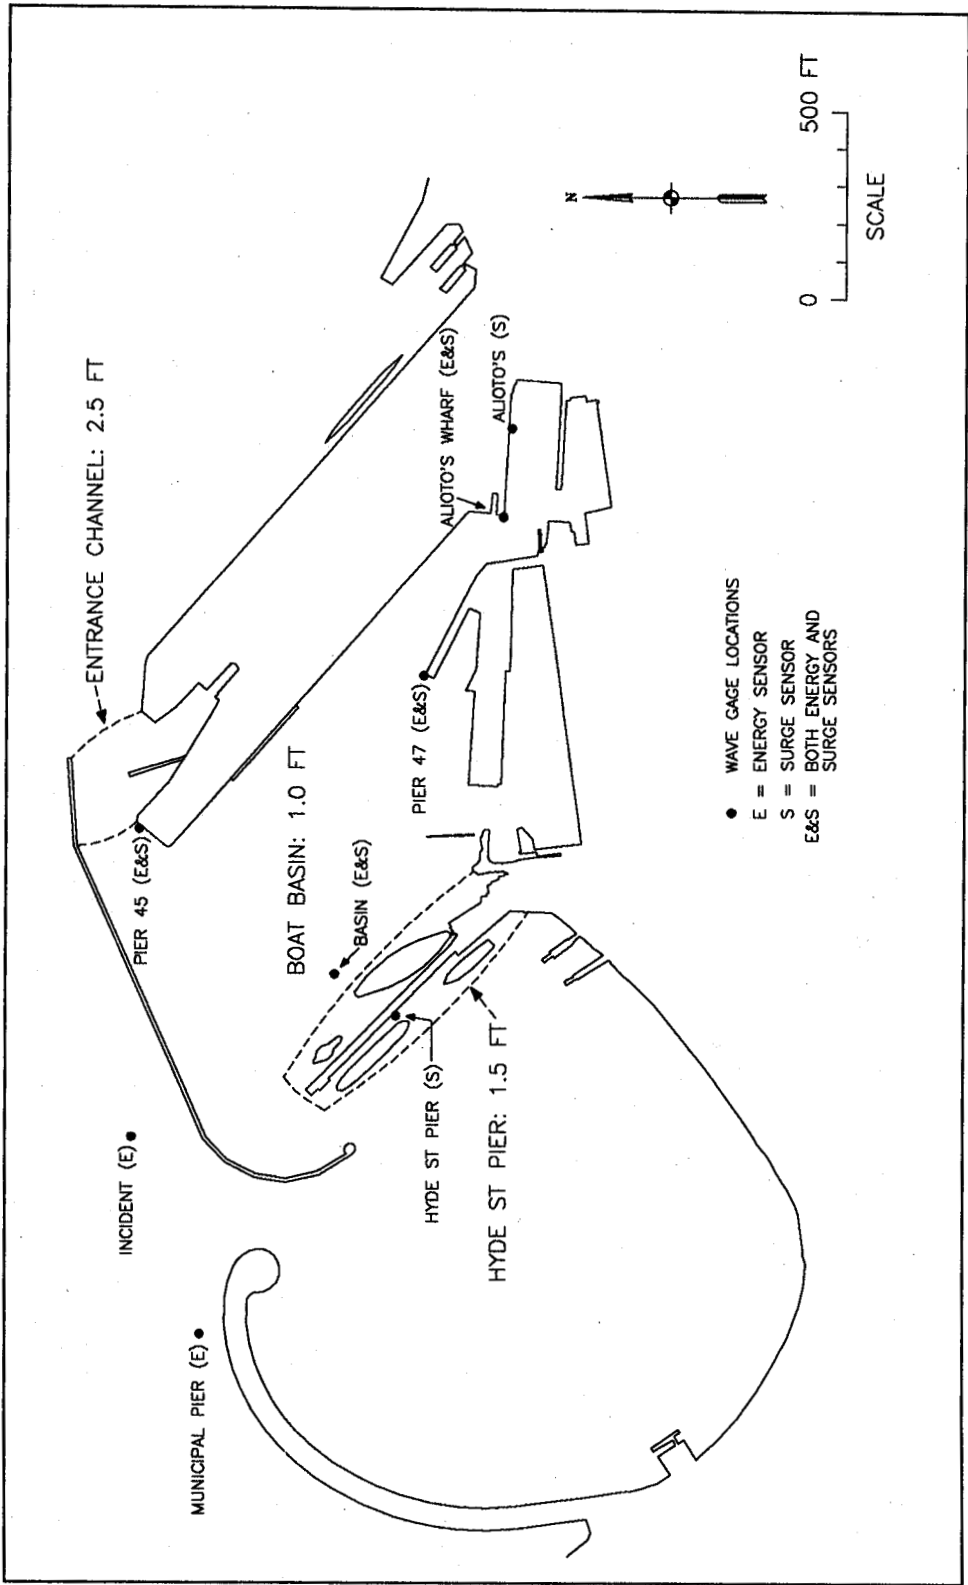 ENTRANCE CHANNEL: 2.5 FT
PIER 45 (E&S)
BOAT BASIN: 1.0 FT
BASIN (E&S)
INCIDENT (E)
MUNICIPAL PIER (E)
HYDE ST PIER (S)
HYDE ST PIER: 1.5 FT
PIER 47 (E&S)
ALIOTO'S WHARF (E&S)
ALIOTO'S (S)
N
0 500 FT
SCALE
● WAVE GAGE LOCATIONS
E = ENERGY SENSOR
S = SURGE SENSOR
E&S = BOTH ENERGY AND
SURGE SENSORS